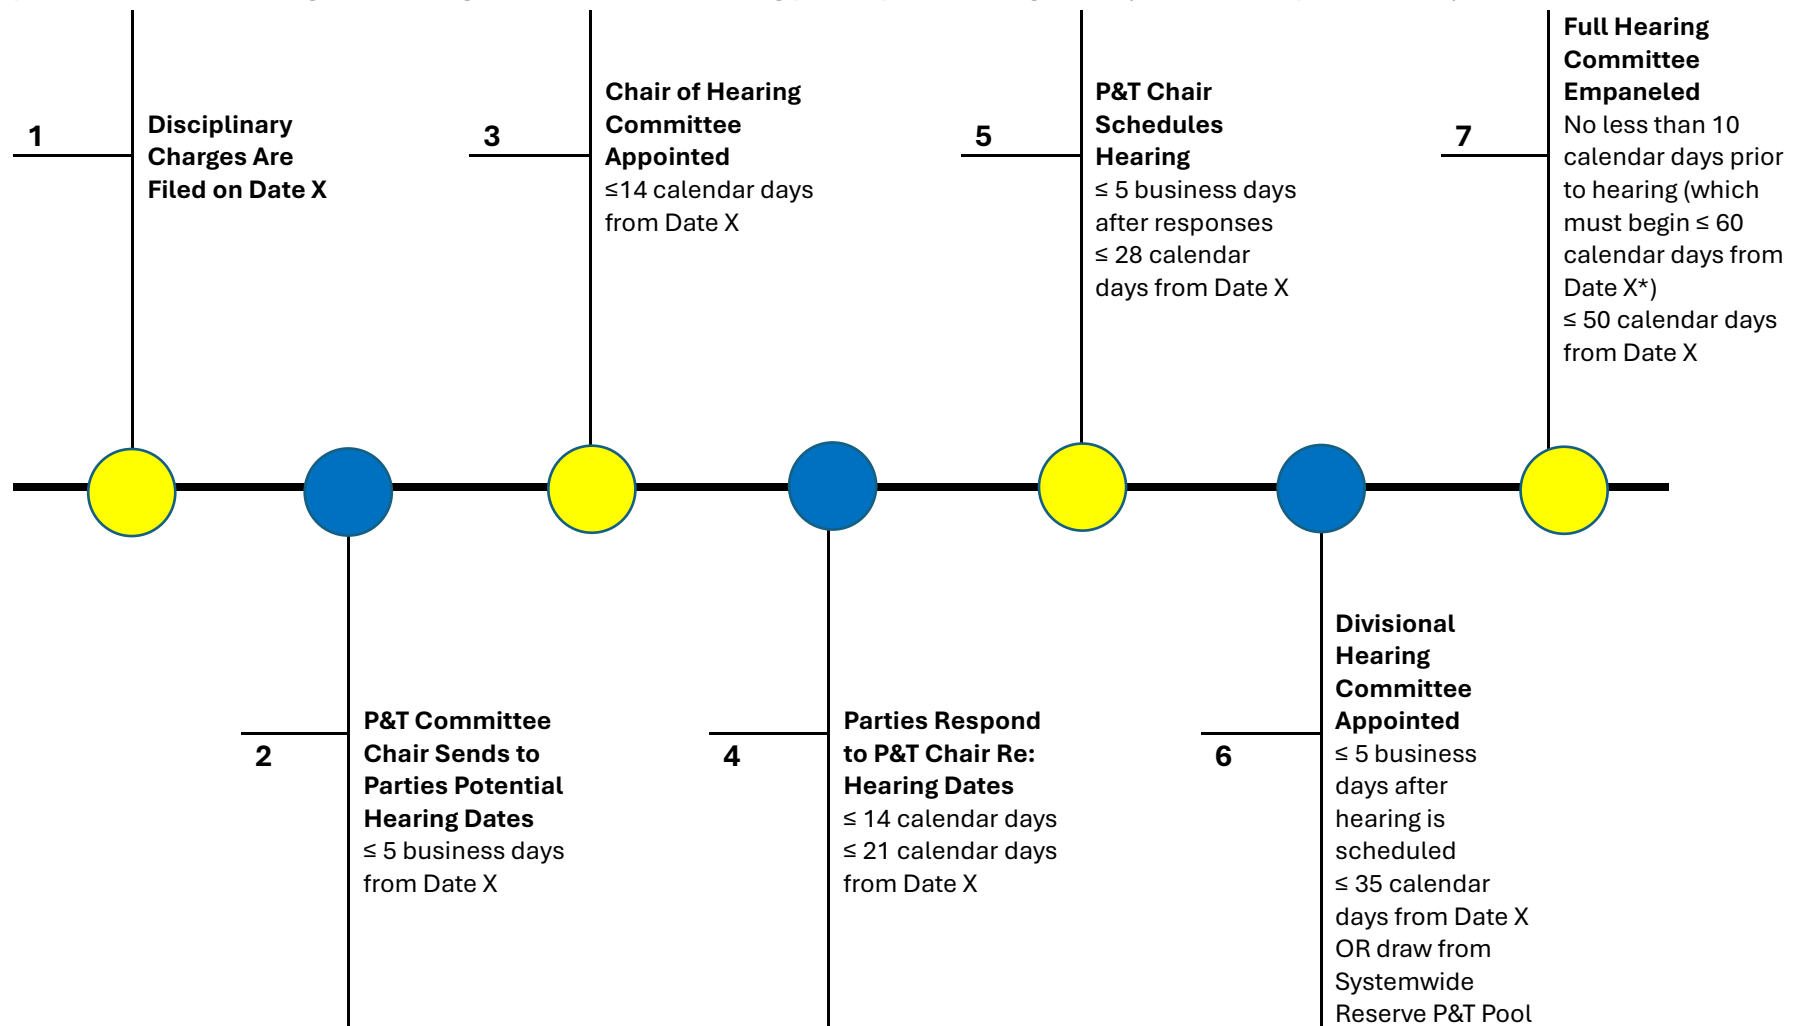 1
Disciplinary
Charges Are
Filed on Date X
3
Chair of Hearing
Committee
Appointed
≤14 calendar days
from Date X
5
P&T Chair
Schedules
Hearing
≤ 5 business days
after responses
≤ 28 calendar
days from Date X
7
Full Hearing
Committee
Empaneled
No less than 10
calendar days prior
to hearing (which
must begin ≤ 60
calendar days from
Date X*)
≤ 50 calendar days
from Date X
2
P&T Committee
Chair Sends to
Parties Potential
Hearing Dates
≤ 5 business days
from Date X
4
Parties Respond
to P&T Chair Re:
Hearing Dates
≤ 14 calendar days
≤ 21 calendar days
from Date X
6
Divisional
Hearing
Committee
Appointed
≤ 5 business
days after
hearing is
scheduled
≤ 35 calendar
days from Date X
OR draw from
Systemwide
Reserve P&T Pool